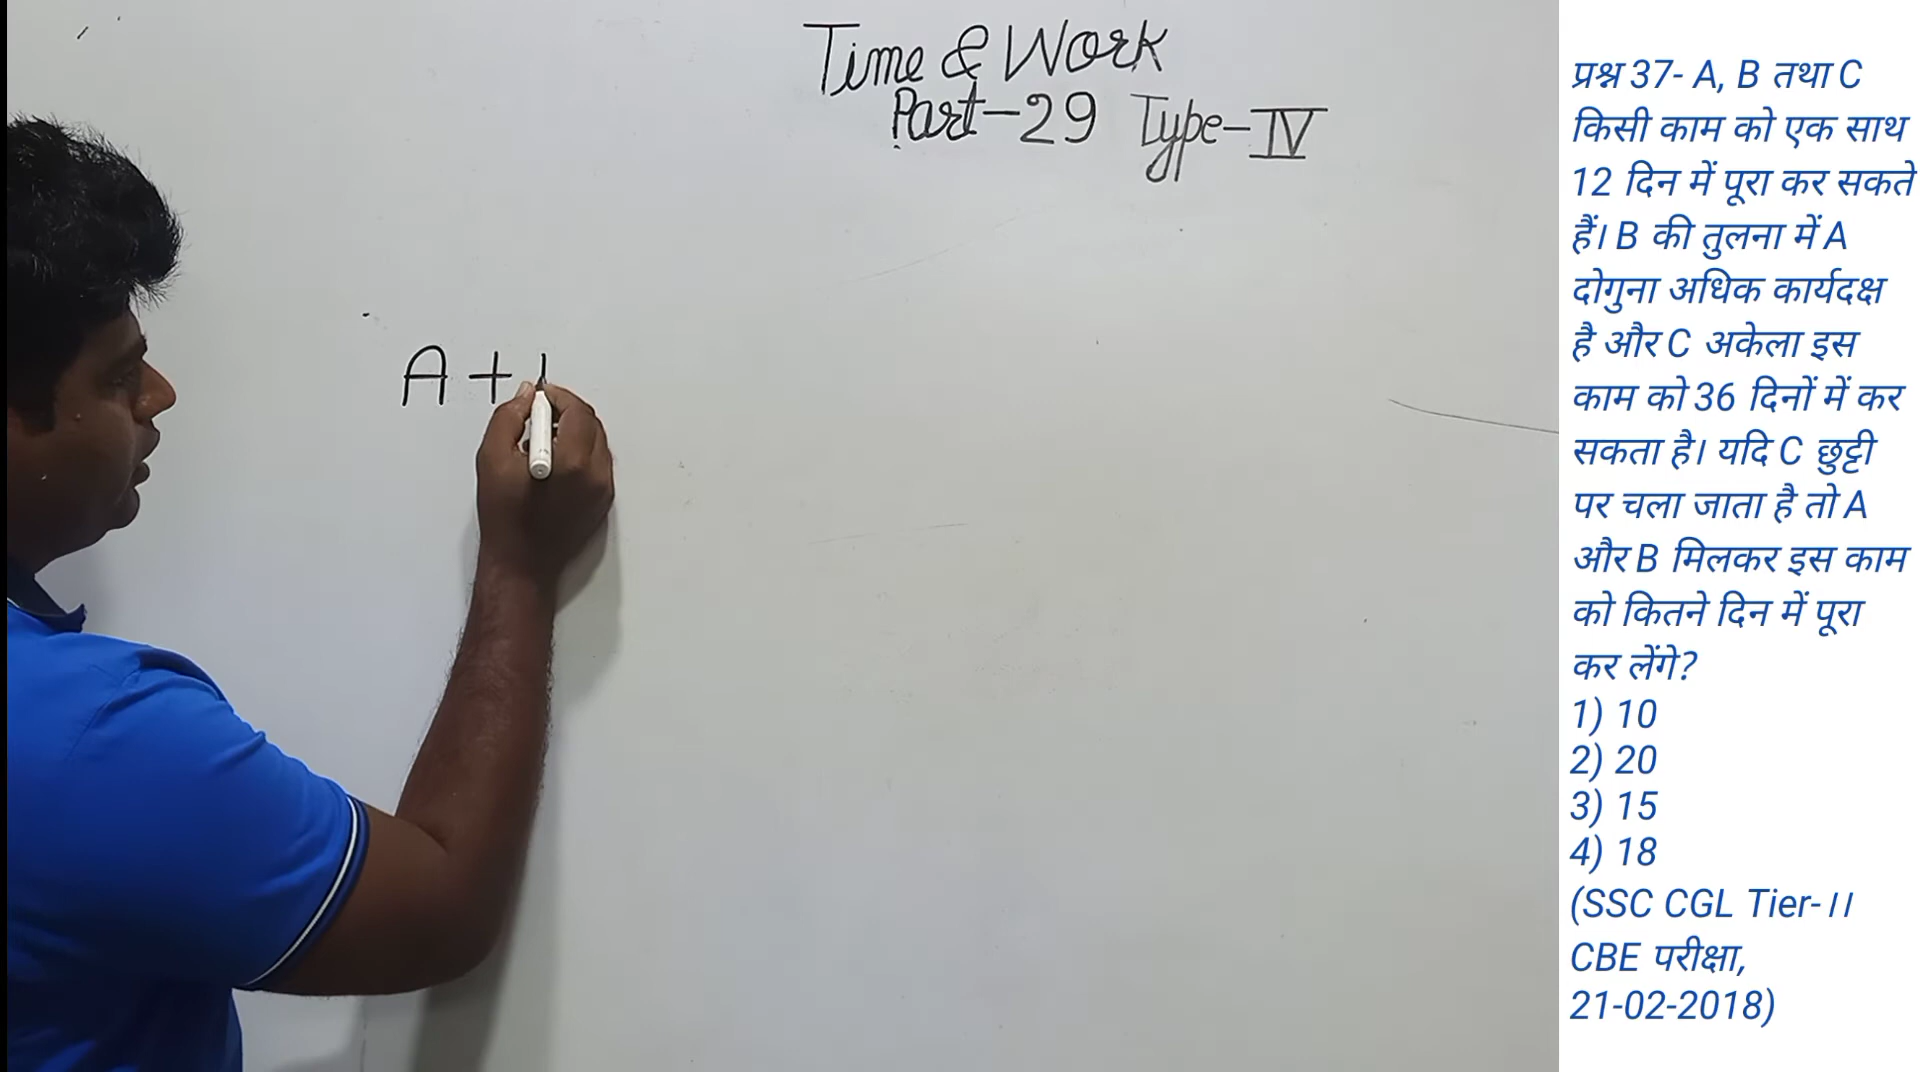 Time & Work
Part-29 Type-IV
A +
प्रश्न 37- A, B तथा C
किसी काम को एक साथ
12 दिन में पूरा कर सकते
हैं। B की तुलना में A
दोगुना अधिक कार्यदक्ष
है और C अकेला इस
काम को 36 दिनों में कर
सकता है। यदि C छुट्टी
पर चला जाता है तो A
और B मिलकर इस काम
को कितने दिन में पूरा
कर लेंगे?
1) 10
2) 20
3) 15
4) 18
(SSC CGL Tier-।।
CBE परीक्षा,
21-02-2018)